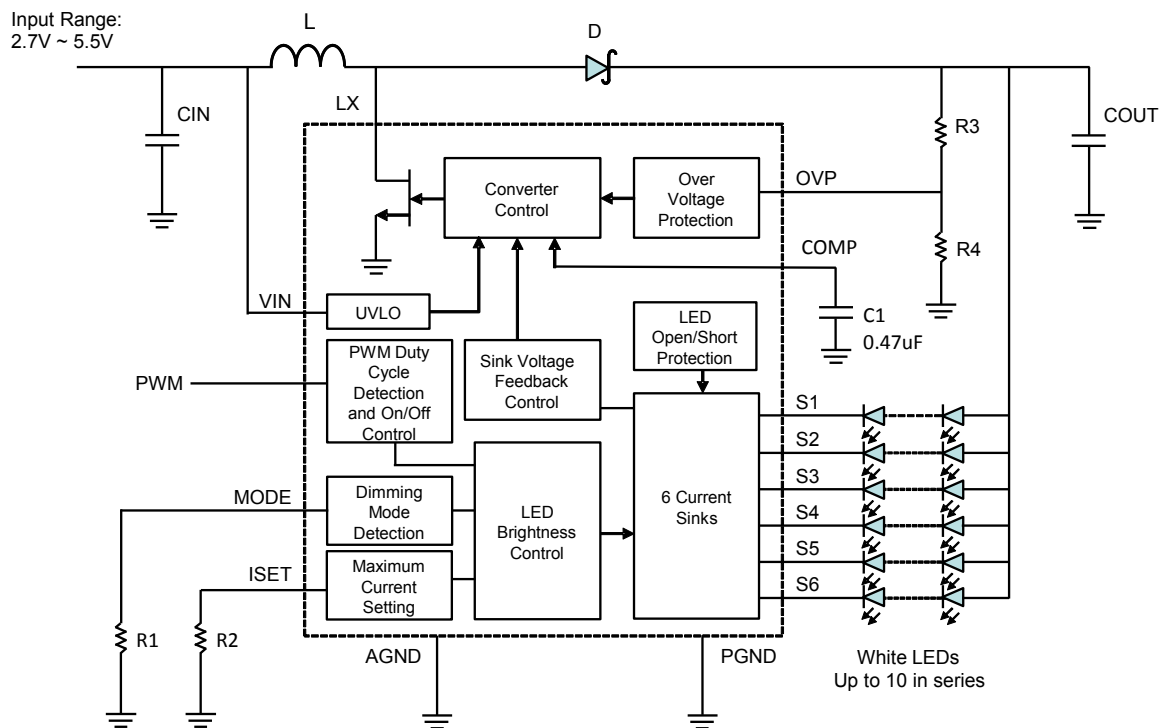 Input Range:
2.7V ~ 5.5V
L
D
CIN
LX
R3
COUT
Converter
Control
Over
Voltage
Protection
OVP
R4
COMP
VIN
UVLO
C1
0.47uF
LED
Open/Short
Protection
PWM
PWM Duty
Cycle
Detection
and On/Off
Control
Sink Voltage
Feedback
Control
S1
S2
S3
S4
S5
S6
MODE
Dimming
Mode
Detection
LED
Brightness
Control
6 Current
Sinks
ISET
Maximum
Current
Setting
R1
R2
AGND
PGND
White LEDs
Up to 10 in series